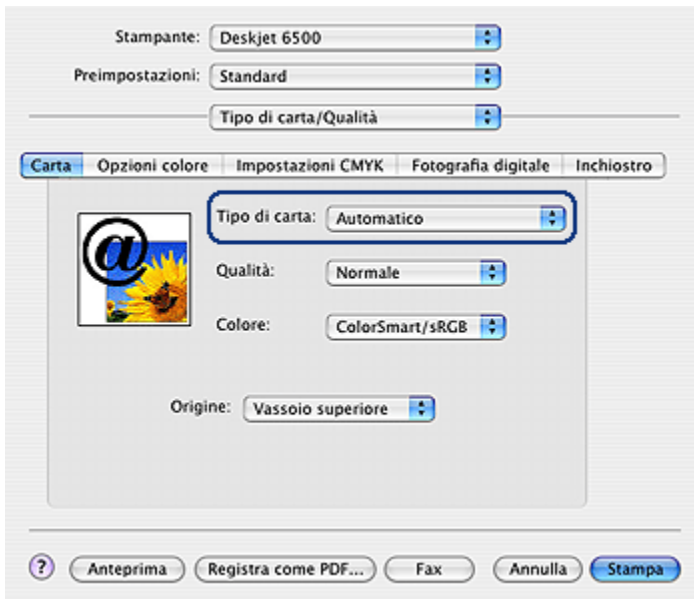 Stampante: Deskjet 6500
Preimpostazioni: Standard
Tipo di carta/Qualità
Carta Opzioni colore Impostazioni CMYK Fotografia digitale Inchiostro
Tipo di carta: Automatico
@
Qualità: Normale
Colore: ColorSmart/sRGB
Origine: Vassoio superiore
? Anteprima Registra come PDF... Fax Annulla Stampa